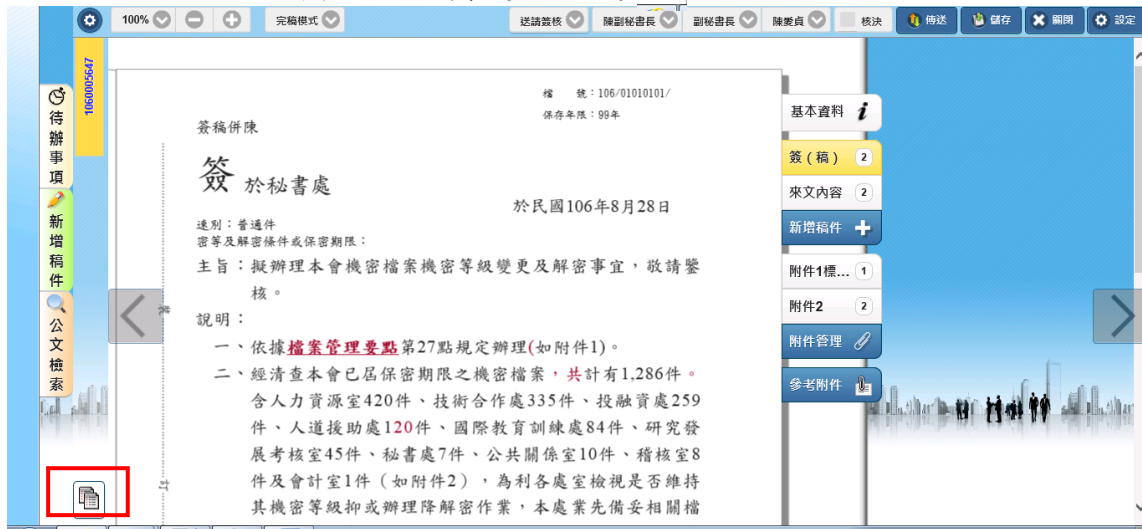 100%
完稿模式
送請簽核
陳副秘書長
副秘書長
陳愛貞
核決
傳送
儲存
關閉
設定
1060005647
待辦事項
新增稿件
公文檢索
檔 號:106/01010101/
保存年限:99年
簽稿併陳
簽 於秘書處
於民國106年8月28日
速別:普通件
密等及解密條件或保密期限:
主旨:擬辦理本會機密檔案機密等級變更及解密事宜,敬請鑒
核。
說明:
一、依據檔案管理要點第27點規定辦理(如附件1)。
二、經清查本會已屆保密期限之機密檔案,共計有1,286件。
含人力資源室420件、技術合作處335件、投融資處259
件、人道援助處120件、國際教育訓練處84件、研究發
展考核室45件、秘書處7件、公共關係室10件、稽核室8
件及會計室1件(如附件2),為利各處室檢視是否維持
其機密等級抑或辦理降解密作業,本處業先備妥相關檔
訂
基本資料
簽(稿) 2
來文內容 2
新增稿件
附件1標... 1
附件2 2
附件管理
參考附件